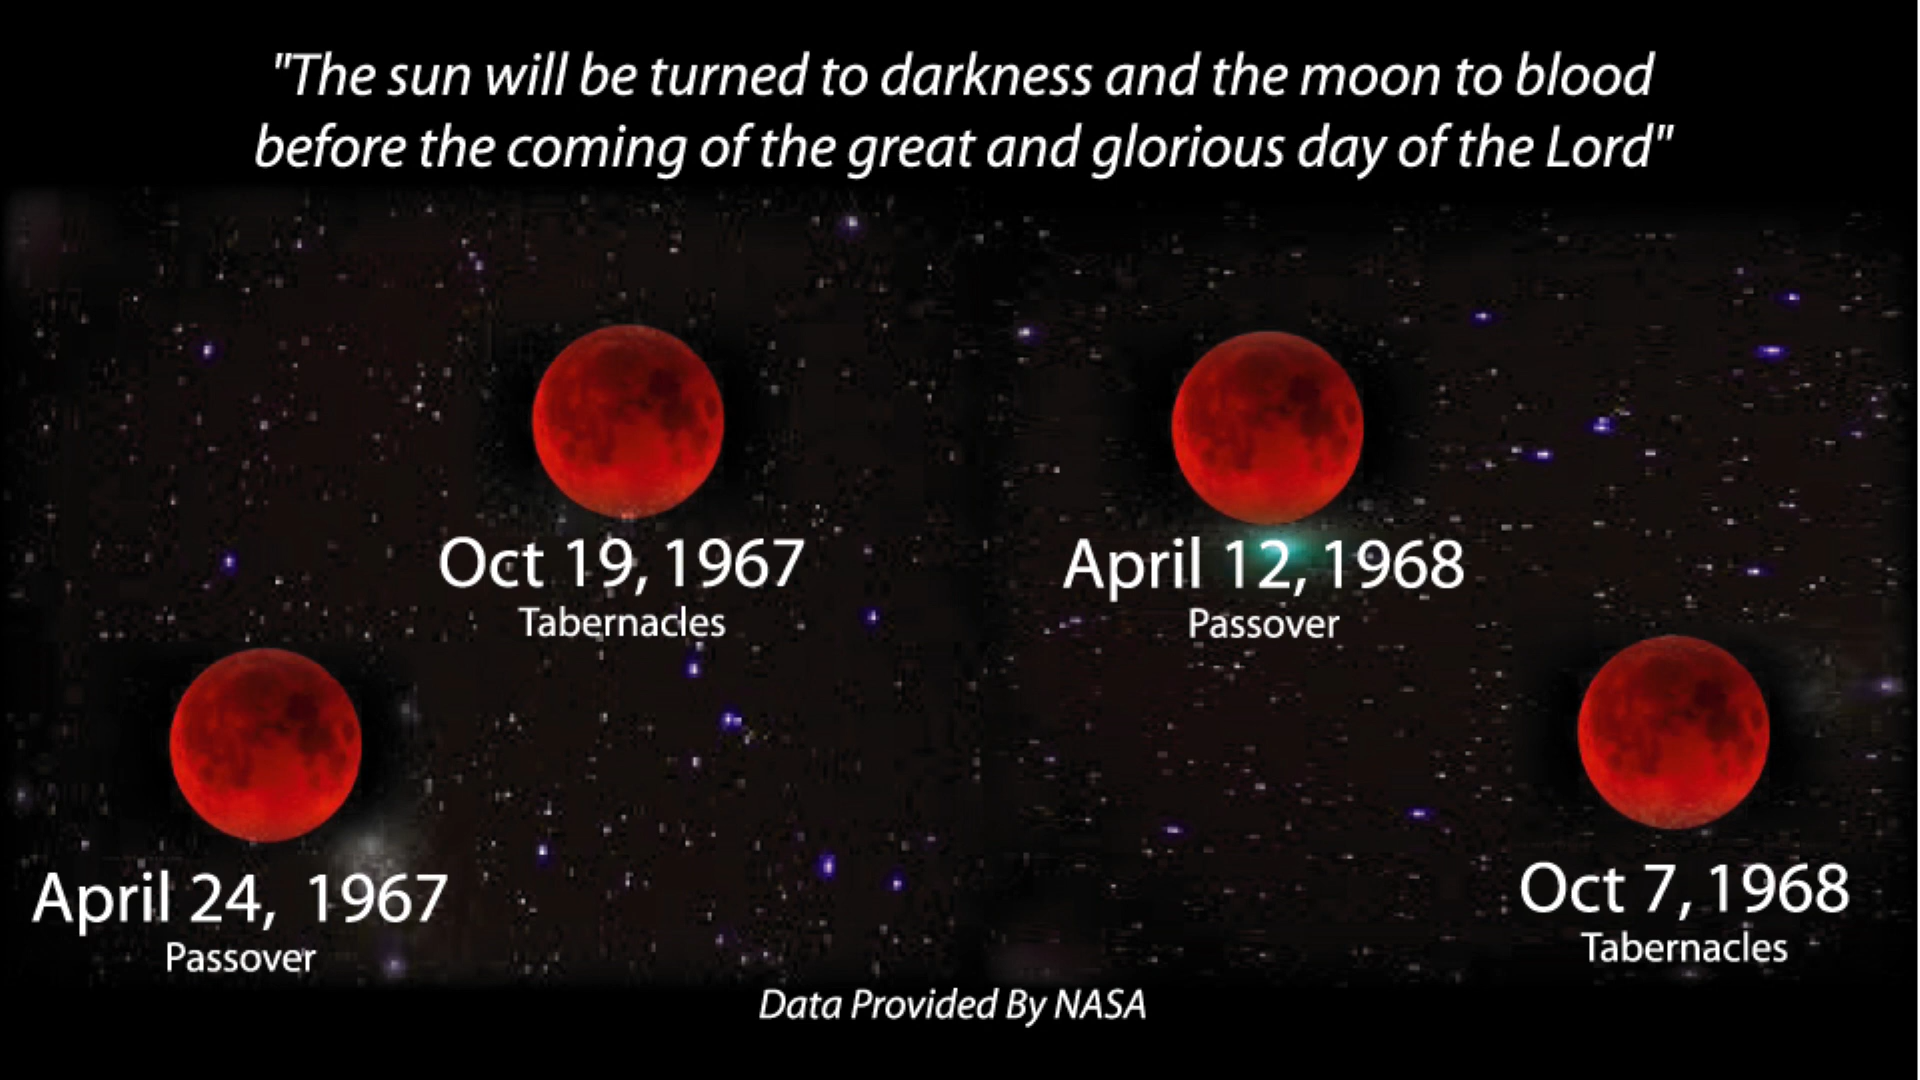 "The sun will be turned to darkness and the moon to blood
before the coming of the great and glorious day of the Lord"
Oct 19, 1967
Tabernacles
April 12, 1968
Passover
April 24, 1967
Passover
Oct 7, 1968
Tabernacles
Data Provided By NASA